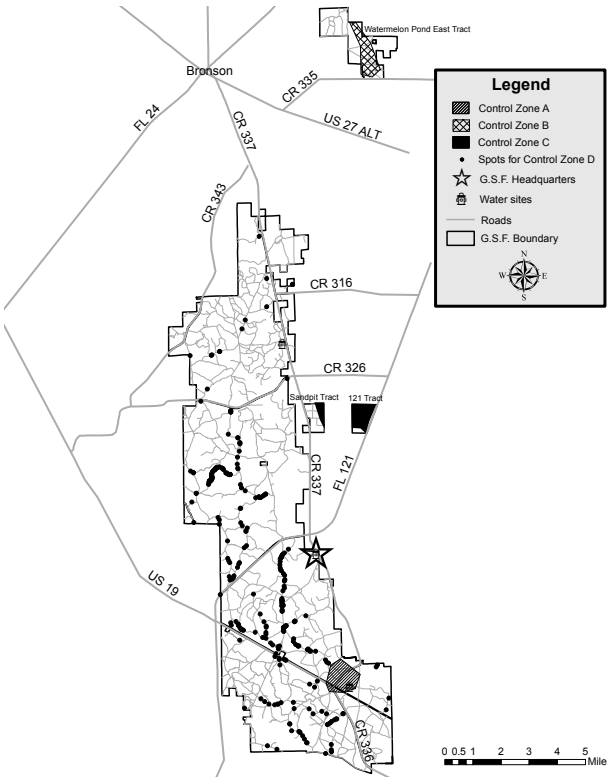 Watermelon Pond East Tract
Bronson
CR 335
FL 24
CR 337
US 27 ALT
CR 343
CR 316
CR 326
Sandpit Tract
121 Tract
CR 337
FL 121
US 19
CR 336
Legend
Control Zone A
Control Zone B
Control Zone C
Spots for Control Zone D
G.S.F. Headquarters
Water sites
Roads
G.S.F. Boundary
N
W E
S
0 0.5 1 2 3 4 5
Mile